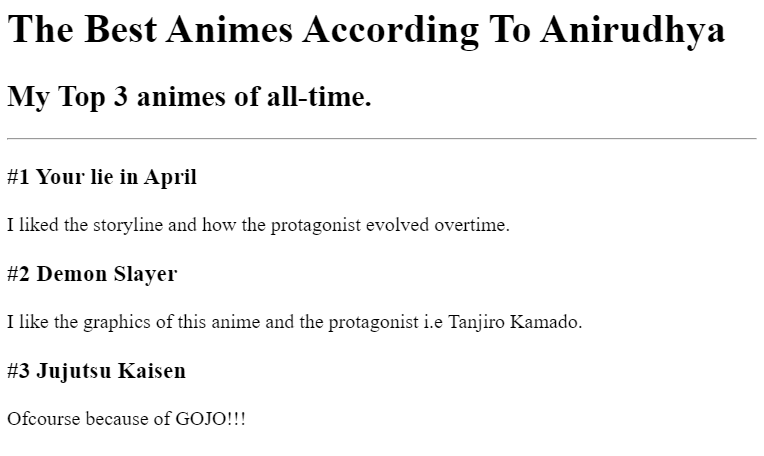 The Best Animes According To Anirudhya
My Top 3 animes of all-time.
#1 Your lie in April
I liked the storyline and how the protagonist evolved overtime.
#2 Demon Slayer
I like the graphics of this anime and the protagonist i.e Tanjiro Kamado.
#3 Jujutsu Kaisen
Ofcourse because of GOJO!!!